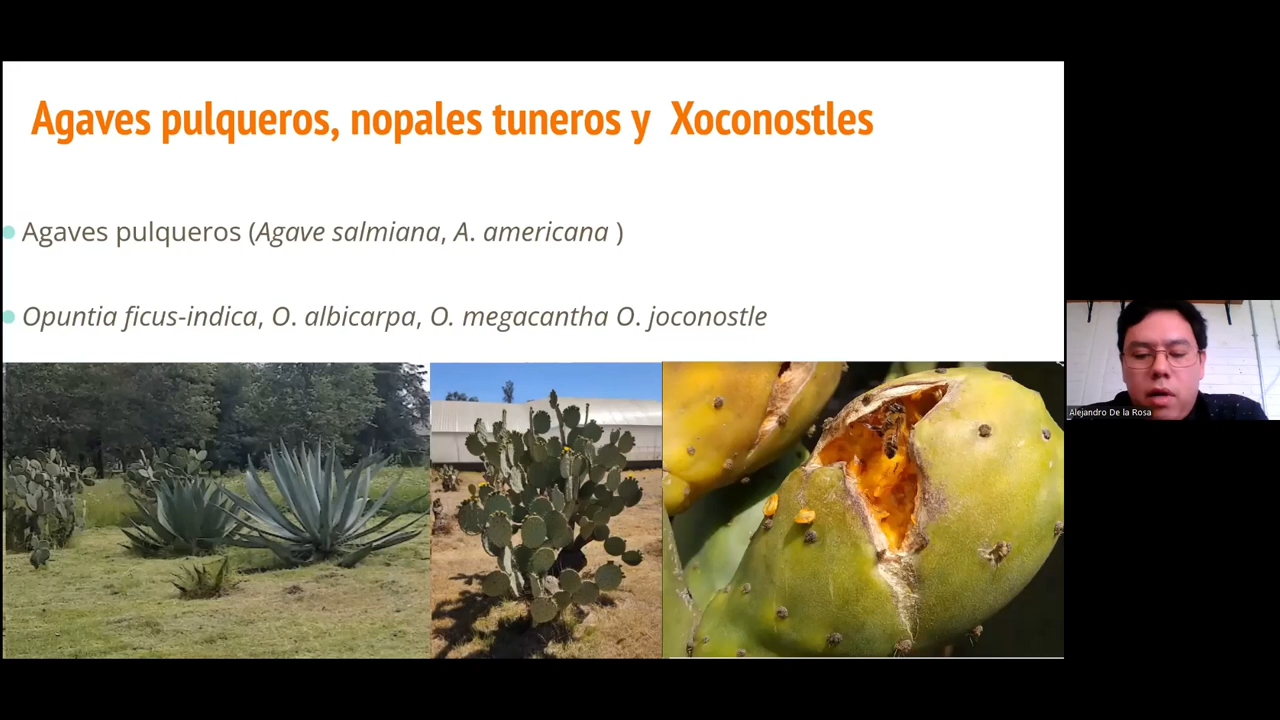 Agaves pulqueros, nopales tuneros y Xoconostles
Agaves pulqueros (Agave salmiana, A. americana )
Opuntia ficus-indica, O. albicarpa, O. megacantha O. joconostle
Alejandro De la Rosa